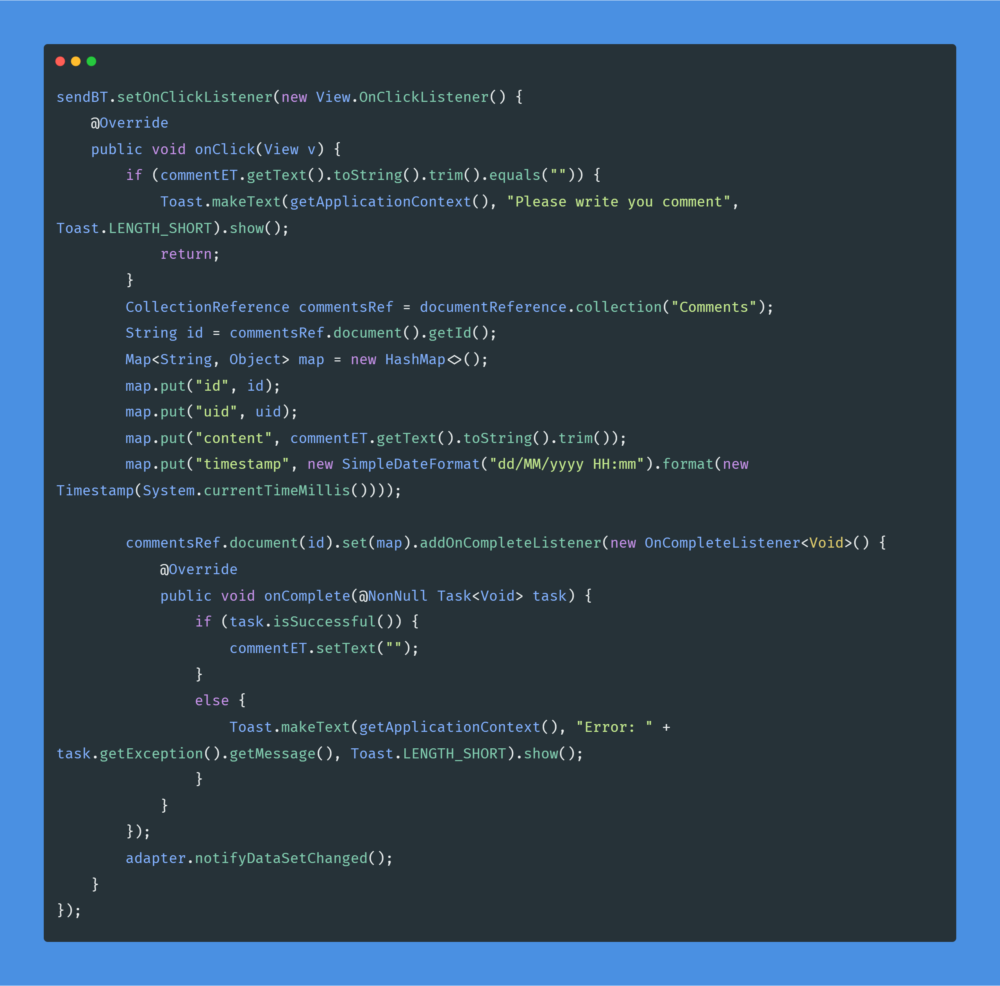 sendBT.setOnClickListener(new View.OnClickListener() {
    @Override
    public void onClick(View v) {
        if (commentET.getText().toString().trim().equals("")) {
            Toast.makeText(getApplicationContext(), "Please write you comment",
Toast.LENGTH_SHORT).show();
            return;
        }
        CollectionReference commentsRef = documentReference.collection("Comments");
        String id = commentsRef.document().getId();
        Map<String, Object> map = new HashMap<>();
        map.put("id", id);
        map.put("uid", uid);
        map.put("content", commentET.getText().toString().trim());
        map.put("timestamp", new SimpleDateFormat("dd/MM/yyyy HH:mm").format(new
Timestamp(System.currentTimeMillis())));

        commentsRef.document(id).set(map).addOnCompleteListener(new OnCompleteListener<Void>() {
            @Override
            public void onComplete(@NonNull Task<Void> task) {
                if (task.isSuccessful()) {
                    commentET.setText("");
                }
                else {
                    Toast.makeText(getApplicationContext(), "Error: " +
task.getException().getMessage(), Toast.LENGTH_SHORT).show();
                }
            }
        });
        adapter.notifyDataSetChanged();
    }
});